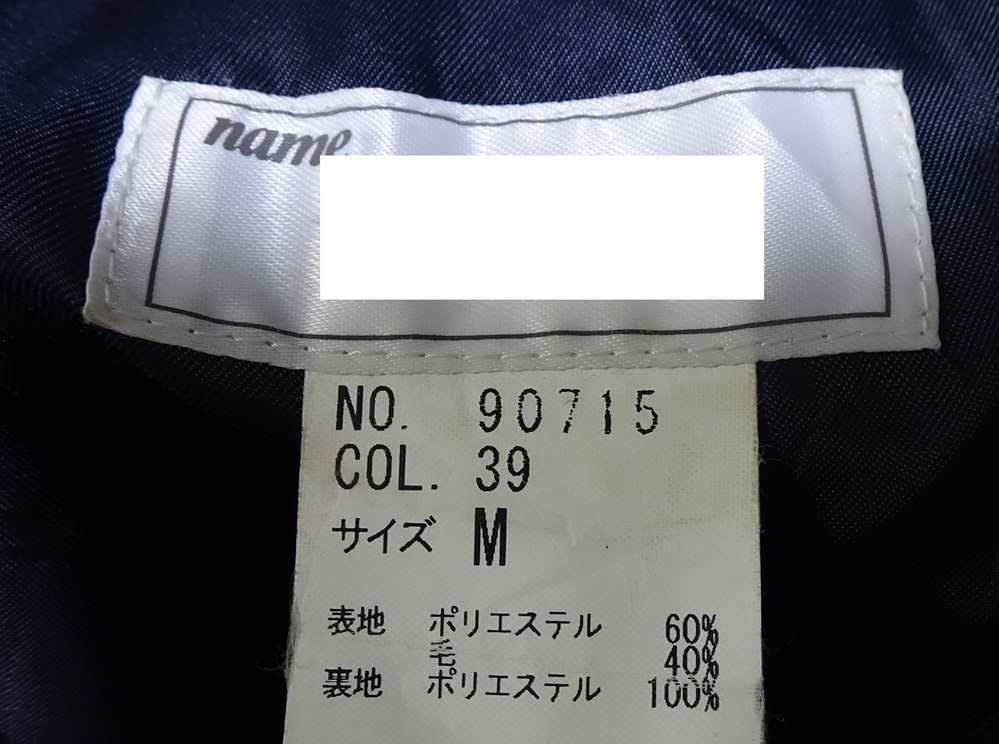 name
NO. 90715
COL. 39
サイズ M
表地 ポリエステル 60%
毛 40%
裏地 ポリエステル 100%